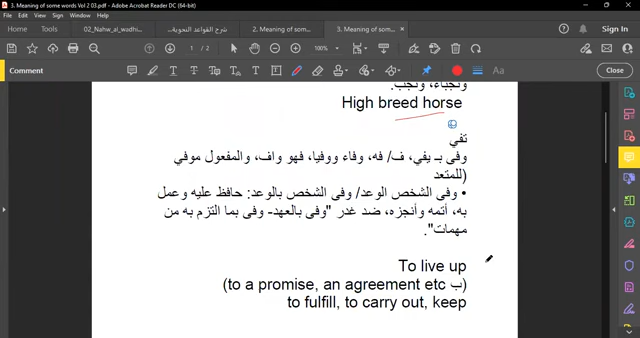 3. Meaning of some words Vol 2 03.pdf - Adobe Acrobat Reader DC (64-bit)
File Edit View Sign Window Help
Home Tools 02_Nahw_al_wadhi... شرح القواعد النحوية... 2. Meaning of som... 3. Meaning of som... ×
Sign In
1 / 2 100%
Comment Aa Close
ونجباء، ونجب.
High breed horse
تفي
وفى بـ يفي، ف/ فه، وفاء ووفيا، فهو واف، والمفعول موفي
(للمتعد
• وفى الشخص الوعد/ وفى الشخص بالوعد: حافظ عليه وعمل
به، أتمه وأنجزه، ضد غدر "وفى بالعهد- وفى بما التزم به من
مهمات".
To live up
(to a promise, an agreement etc ب)
to fulfill, to carry out, keep